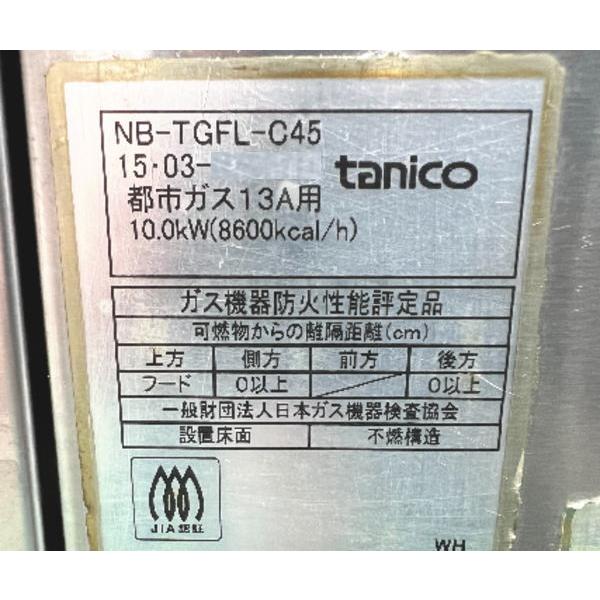 NB-TGFL-C45
15・03-
tanico
都市ガス13A用
10.0kW(8600kcal/h)
ガス機器防火性能評定品
可燃物からの離隔距離(cm)
上方 側方 前方 後方
フード 0以上 0以上
一般財団法人日本ガス機器検査協会
設置床面 不燃構造
JIA認証
WH